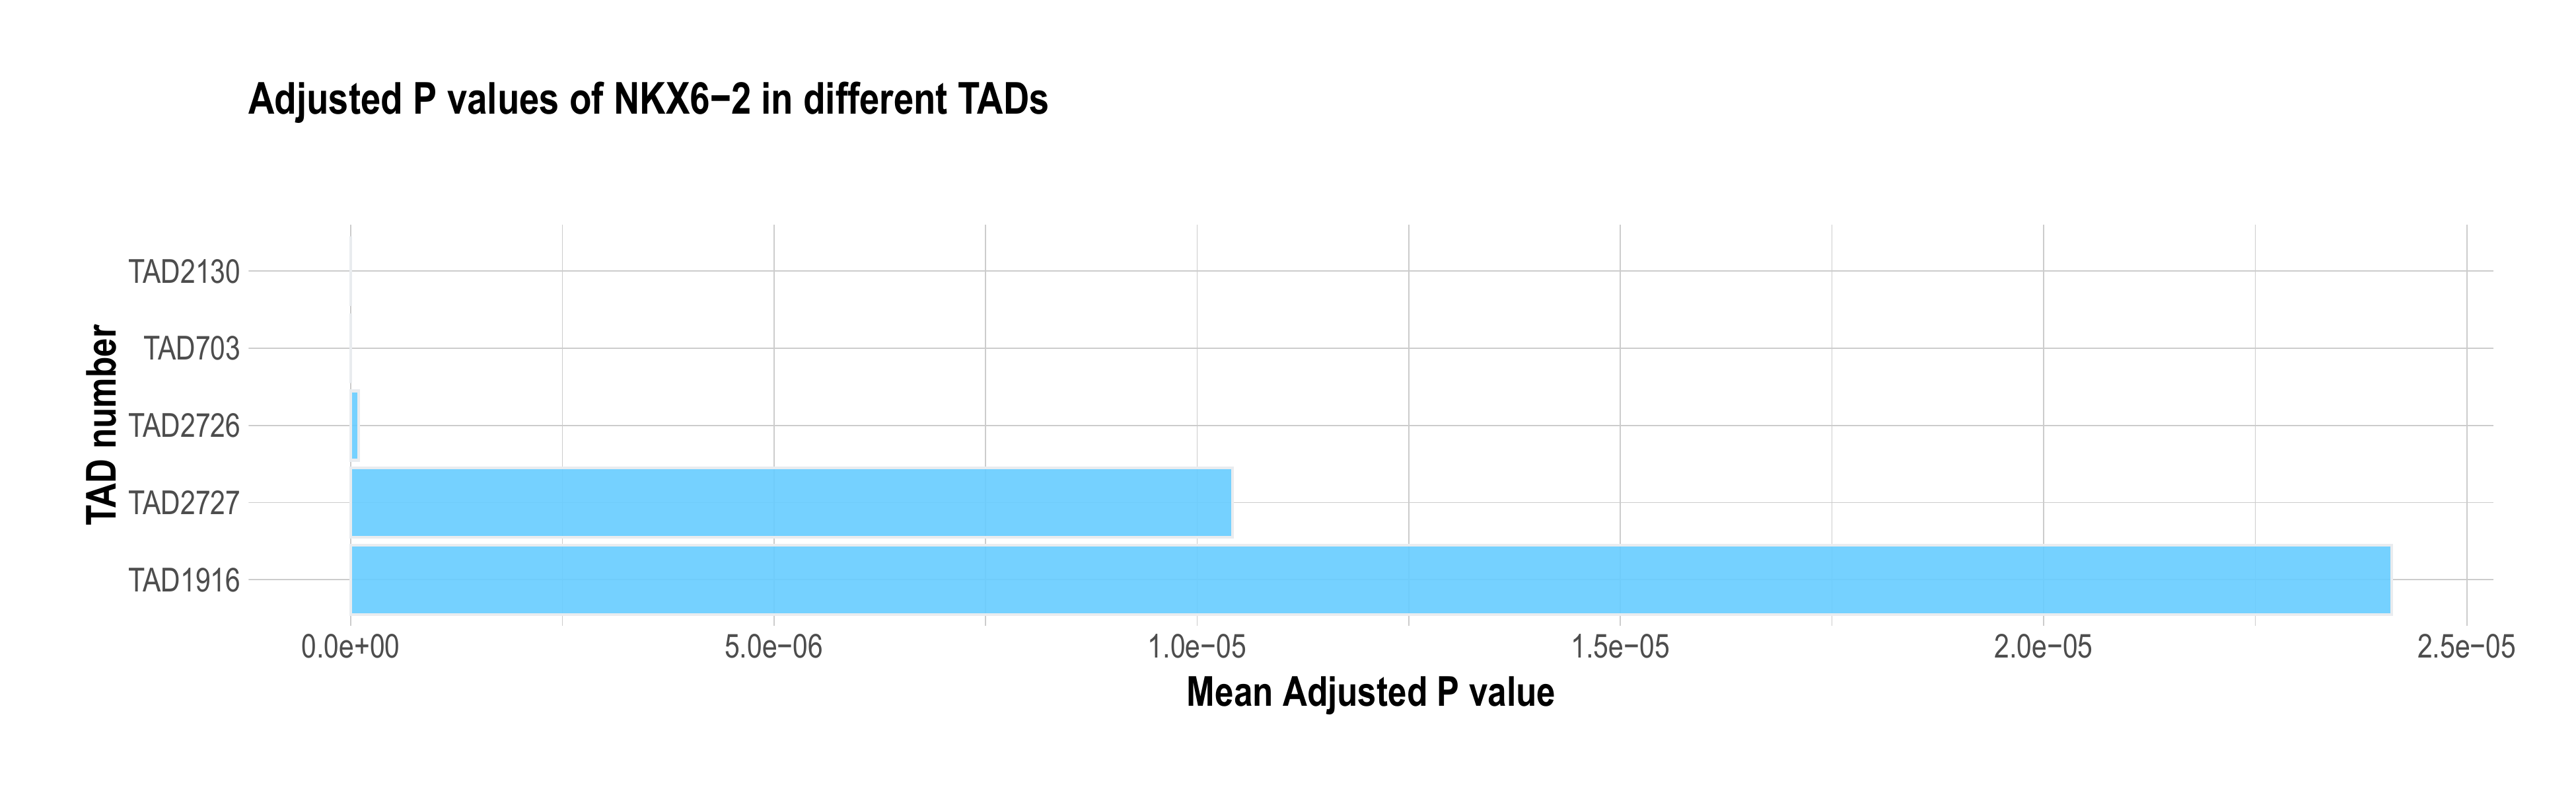 Adjusted P values of NKX6−2 in different TADs
TAD number
TAD2130
TAD703
TAD2726
TAD2727
TAD1916
0.0e+00 5.0e−06 1.0e−05 1.5e−05 2.0e−05 2.5e−05
Mean Adjusted P value